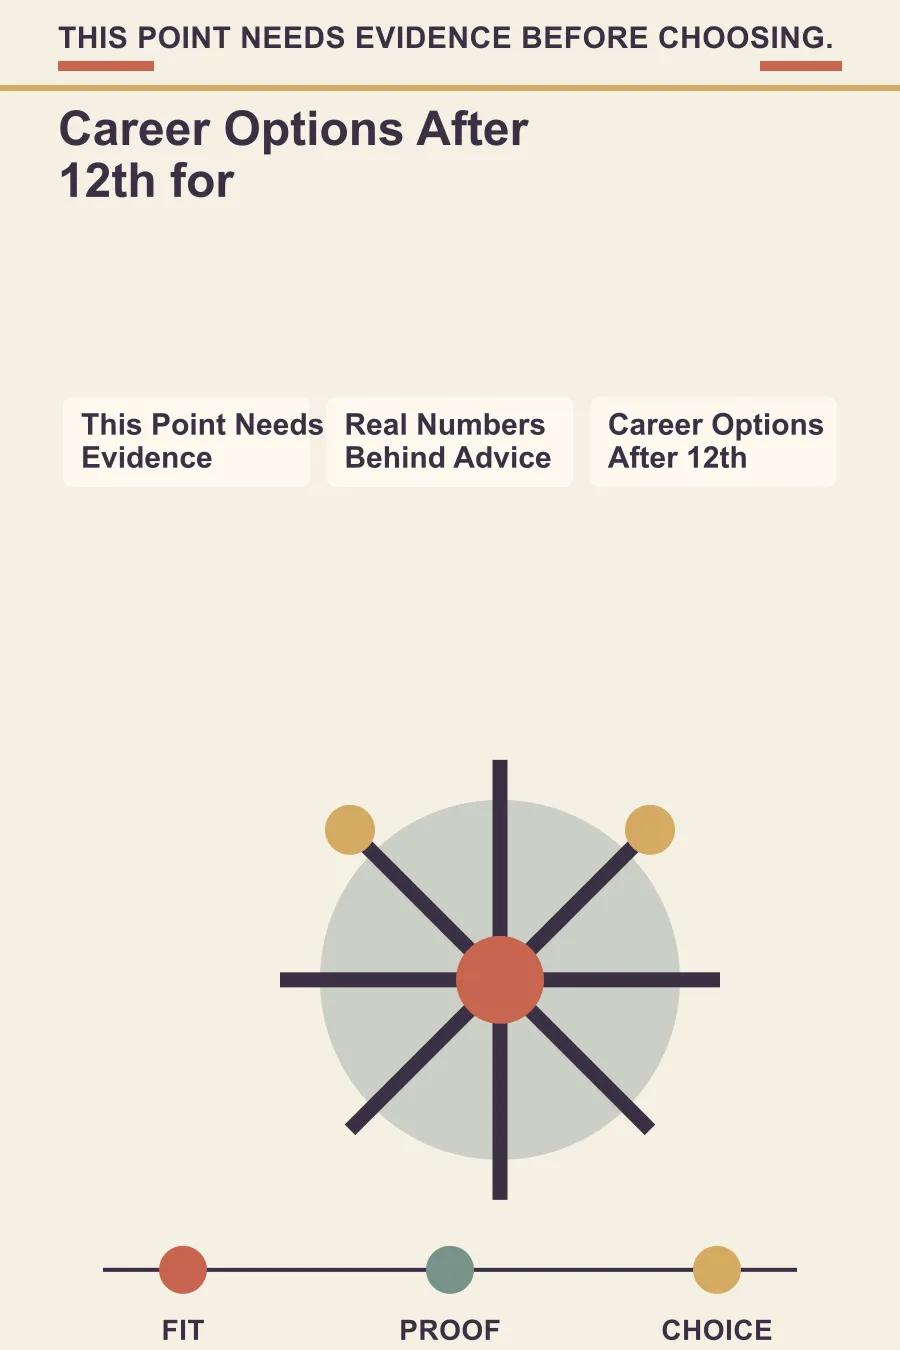 THIS POINT NEEDS EVIDENCE BEFORE CHOOSING.
Career Options After
12th for
This Point Needs
Evidence
Real Numbers
Behind Advice
Career Options
After 12th
FIT
PROOF
CHOICE